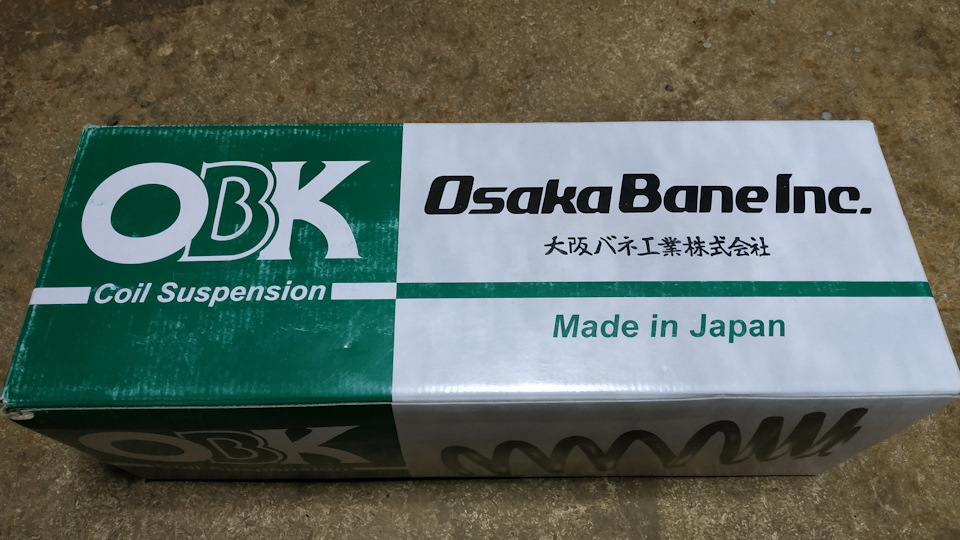 OBK
Coil Suspension
Osaka Bane Inc.
大阪バネ工業株式会社
Made in Japan
OBK